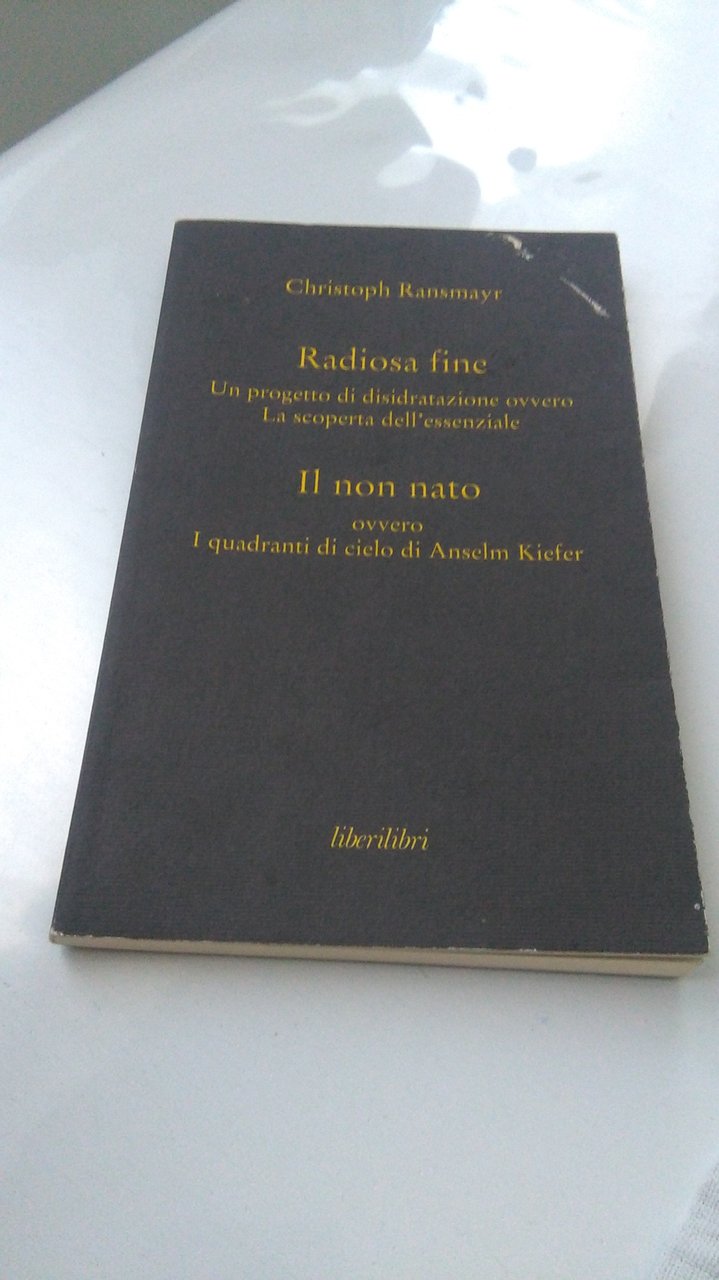 Christoph Ransmayr
Radiosa fine
Un progetto di disidratazione ovvero
La scoperta dell'essenziale
Il non nato
ovvero
I quadranti di cielo di Anselm Kiefer
liberilibri